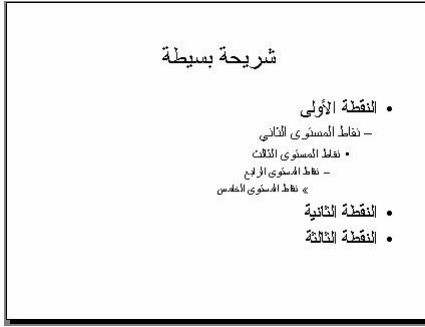 شريحة بسيطة
• النقطة الأولى
– نقاط المستوى الثاني
• نقاط المستوى الثالث
– نقاط المستوى الرابع
» نقاط المستوى الخامس
• النقطة الثانية
• النقطة الثالثة